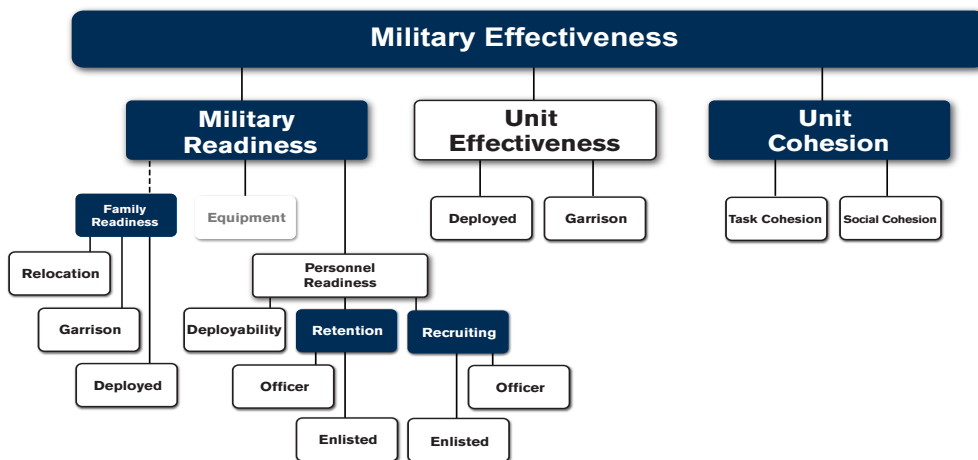 Military Effectiveness
Military
Readiness
Unit
Effectiveness
Unit
Cohesion
Family
Readiness
Equipment
Deployed
Garrison
Task Cohesion
Social Cohesion
Relocation
Personnel
Readiness
Garrison
Deployability
Retention
Recruiting
Deployed
Officer
Officer
Enlisted
Enlisted